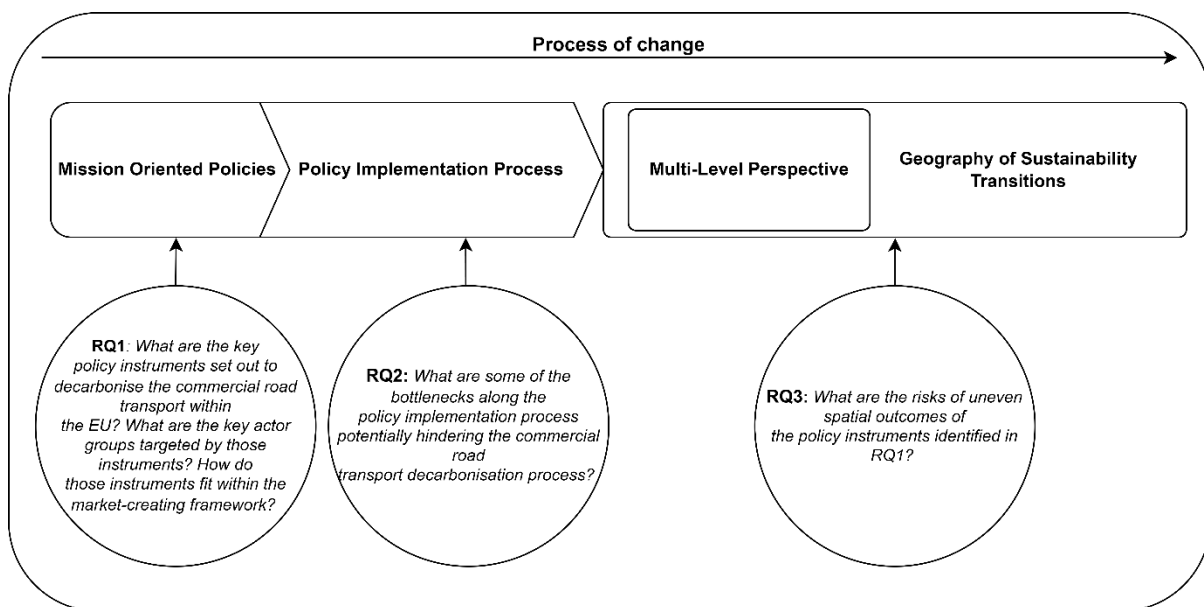 Process of change
Mission Oriented Policies
Policy Implementation Process
Multi-Level Perspective
Geography of Sustainability
Transitions
RQ1: What are the key
policy instruments set out to
decarbonise the commercial road
transport within
the EU? What are the key actor
groups targeted by those
instruments? How do
those instruments fit within the
market-creating framework?
RQ2: What are some of the
bottlenecks along the
policy implementation process
potentially hindering the commercial
road
transport decarbonisation process?
RQ3: What are the risks of uneven
spatial outcomes of
the policy instruments identified in
RQ1?